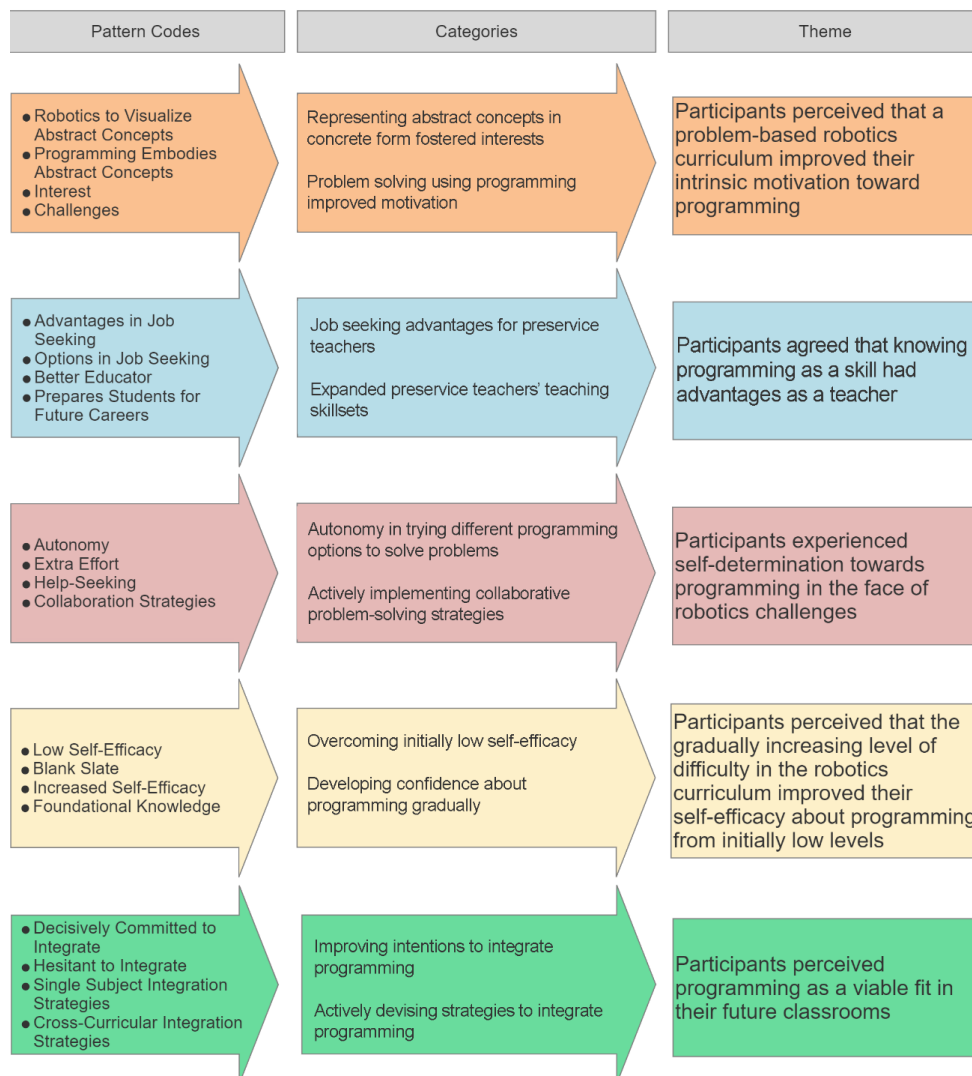 Pattern Codes
Categories
Theme
● Robotics to Visualize
Abstract Concepts
● Programming Embodies
Abstract Concepts
● Interest
● Challenges
Representing abstract concepts in
concrete form fostered interests
Problem solving using programming
improved motivation
Participants perceived that a
problem-based robotics
curriculum improved their
intrinsic motivation toward
programming
● Advantages in Job
Seeking
● Options in Job Seeking
● Better Educator
● Prepares Students for
Future Careers
Job seeking advantages for preservice
teachers
Expanded preservice teachers' teaching
skillsets
Participants agreed that knowing
programming as a skill had
advantages as a teacher
● Autonomy
● Extra Effort
● Help-Seeking
● Collaboration Strategies
Autonomy in trying different programming
options to solve problems
Actively implementing collaborative
problem-solving strategies
Participants experienced
self-determination towards
programming in the face of
robotics challenges
● Low Self-Efficacy
● Blank Slate
● Increased Self-Efficacy
● Foundational Knowledge
Overcoming initially low self-efficacy
Developing confidence about
programming gradually
Participants perceived that the
gradually increasing level of
difficulty in the robotics
curriculum improved their
self-efficacy about programming
from initially low levels
● Decisively Committed to
Integrate
● Hesitant to Integrate
● Single Subject Integration
Strategies
● Cross-Curricular Integration
Strategies
Improving intentions to integrate
programming
Actively devising strategies to integrate
programming
Participants perceived
programming as a viable fit in
their future classrooms